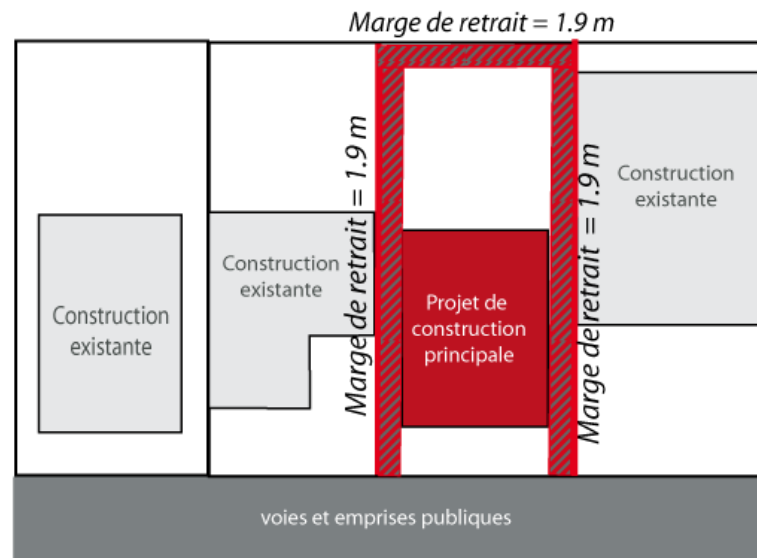 Marge de retrait = 1.9 m
Marge de retrait = 1.9 m
Marge de retrait = 1.9 m
Construction
existante
Construction
existante
Projet de
construction
principale
Construction
existante
voies et emprises publiques